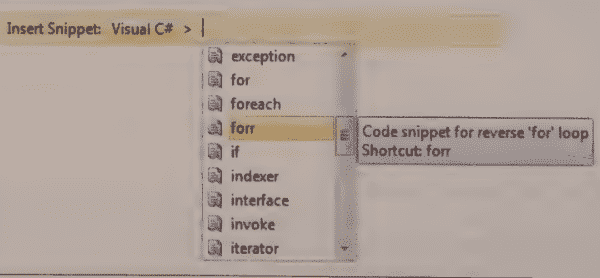 Insert Snippet: Visual C# >
exception
for
foreach
forr
if
indexer
interface
invoke
iterator
Code snippet for reverse 'for' loop
Shortcut: forr